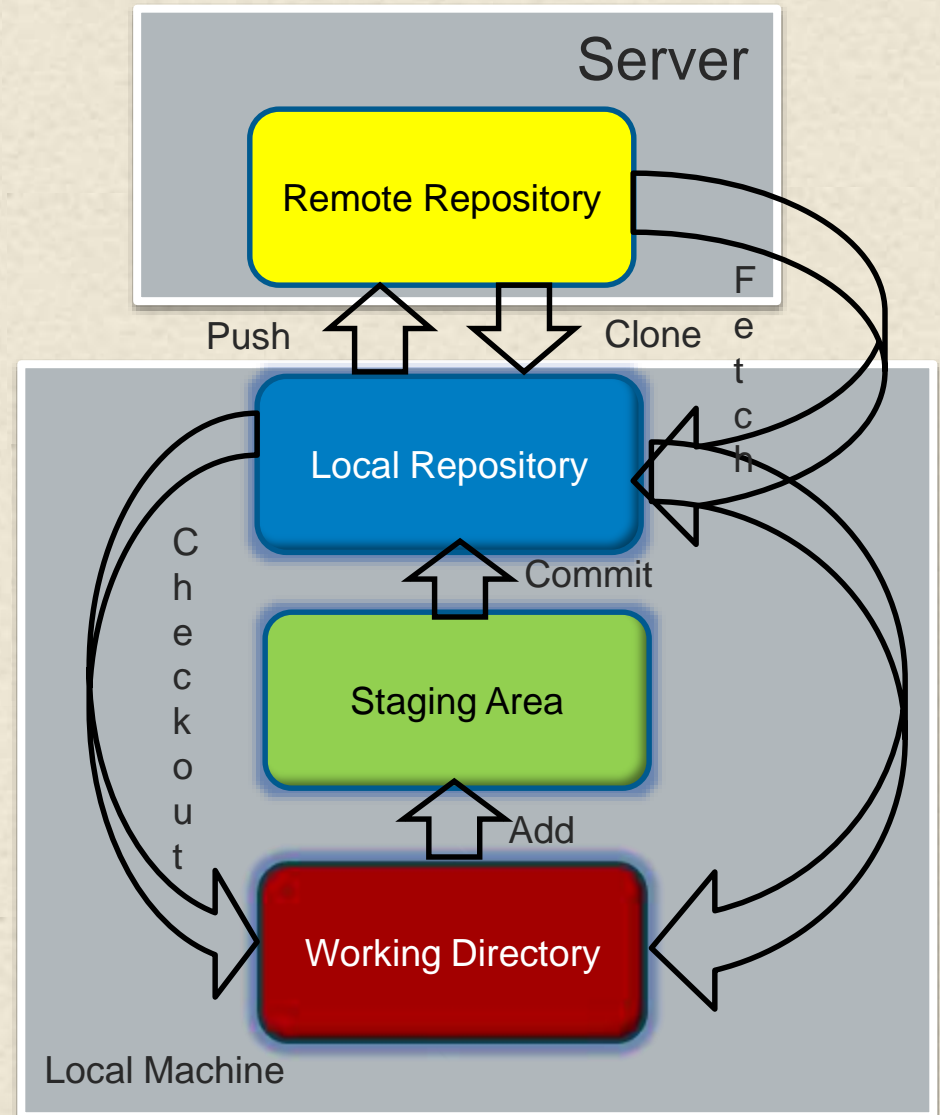 Server
Remote Repository
Fetch
Push
Clone
Local Repository
Checkout
Commit
Staging Area
Add
Working Directory
Local Machine